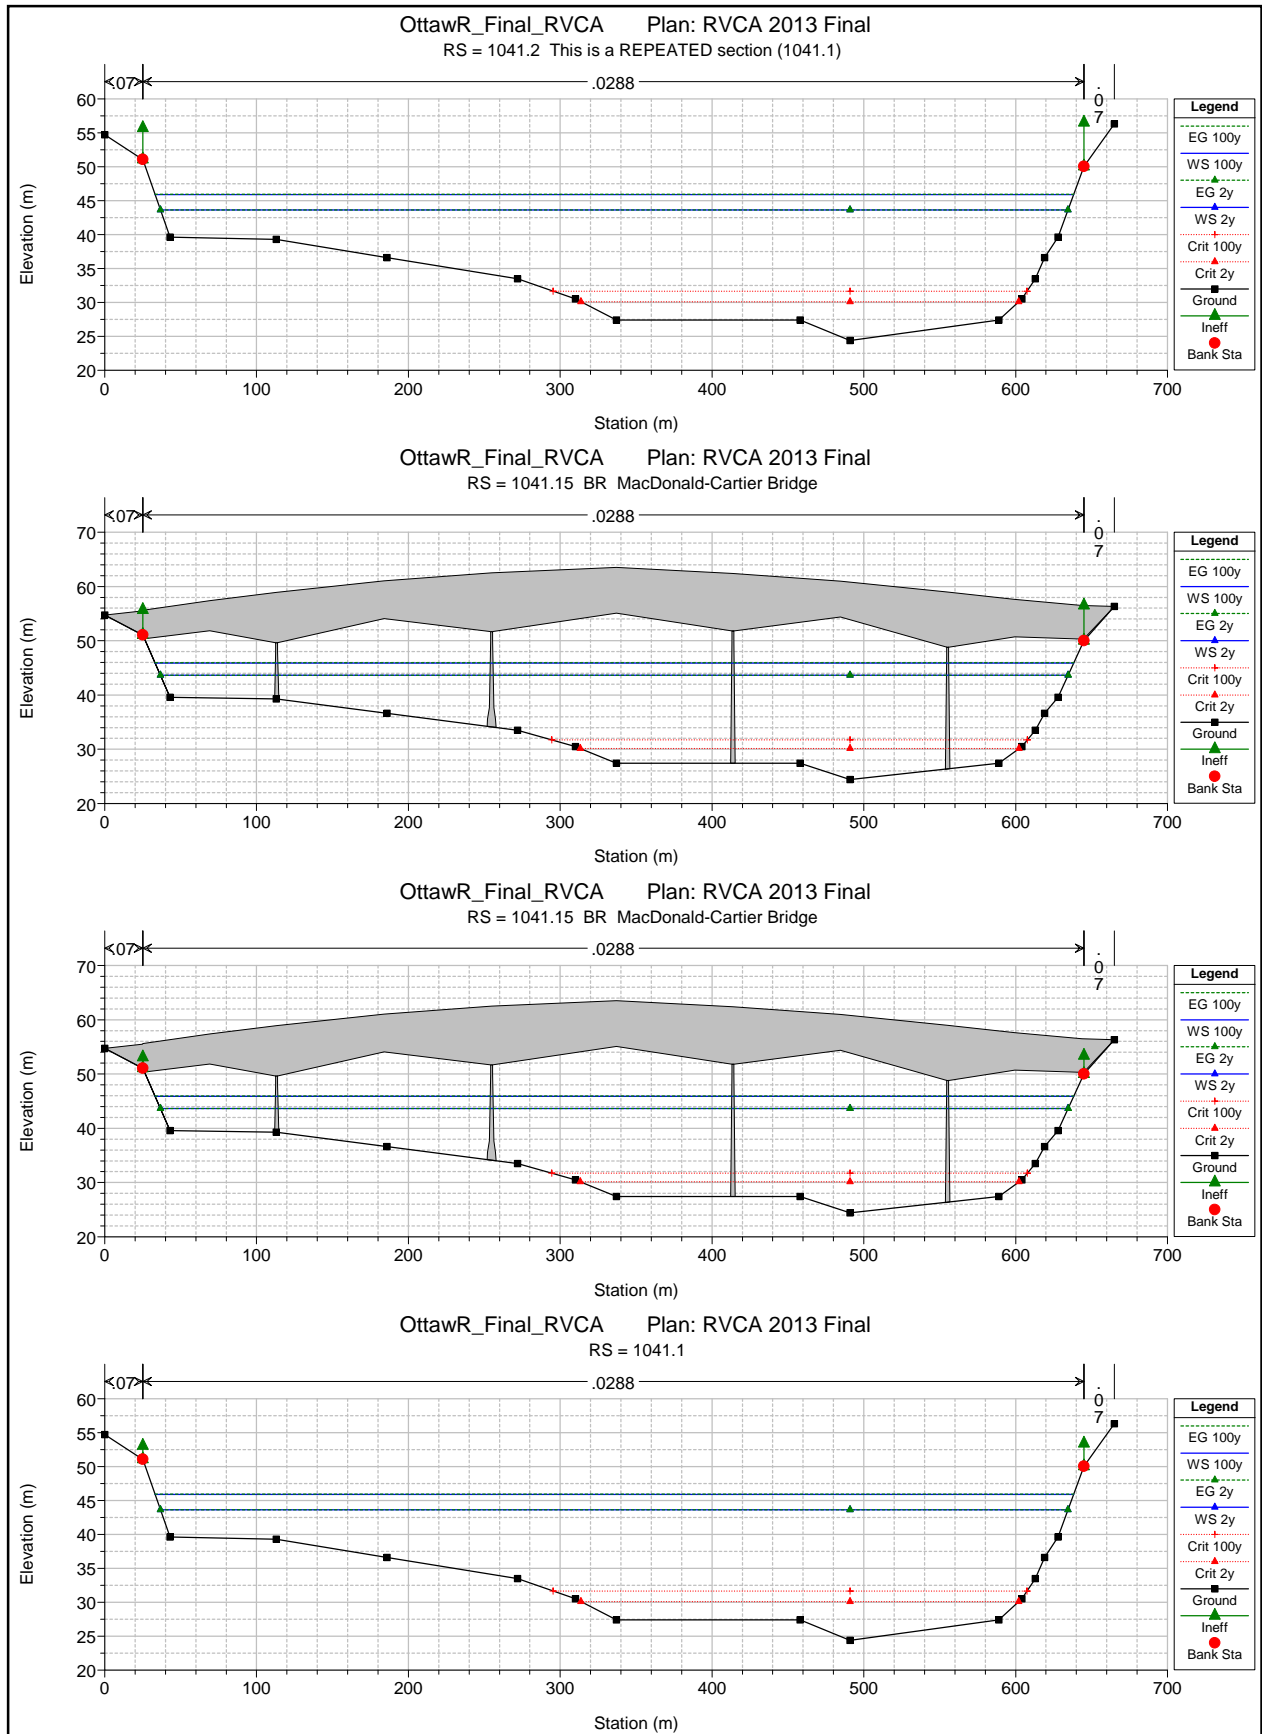 OttawR_Final_RVCA Plan: RVCA 2013 Final
RS = 1041.2 This is a REPEATED section (1041.1)
.07
.0288
.07
60
55
50
45
40
35
30
25
20
Elevation (m)
0 100 200 300 400 500 600 700
Station (m)
Legend
EG 100y
WS 100y
EG 2y
WS 2y
Crit 100y
Crit 2y
Ground
Ineff
Bank Sta
OttawR_Final_RVCA Plan: RVCA 2013 Final
RS = 1041.15 BR MacDonald-Cartier Bridge
.07
.0288
.07
70
60
50
40
30
20
Elevation (m)
0 100 200 300 400 500 600 700
Station (m)
Legend
EG 100y
WS 100y
EG 2y
WS 2y
Crit 100y
Crit 2y
Ground
Ineff
Bank Sta
OttawR_Final_RVCA Plan: RVCA 2013 Final
RS = 1041.15 BR MacDonald-Cartier Bridge
.07
.0288
.07
70
60
50
40
30
20
Elevation (m)
0 100 200 300 400 500 600 700
Station (m)
Legend
EG 100y
WS 100y
EG 2y
WS 2y
Crit 100y
Crit 2y
Ground
Ineff
Bank Sta
OttawR_Final_RVCA Plan: RVCA 2013 Final
RS = 1041.1
.07
.0288
.07
60
55
50
45
40
35
30
25
20
Elevation (m)
0 100 200 300 400 500 600 700
Station (m)
Legend
EG 100y
WS 100y
EG 2y
WS 2y
Crit 100y
Crit 2y
Ground
Ineff
Bank Sta